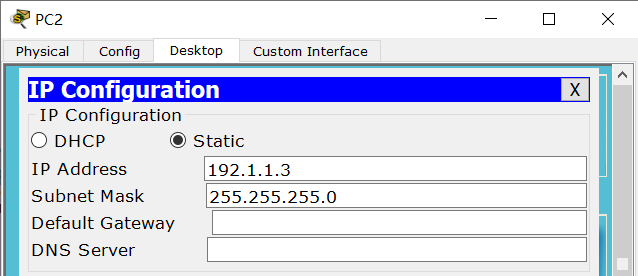 PC2
Physical Config Desktop Custom Interface
IP Configuration X
IP Configuration
DHCP Static
IP Address 192.1.1.3
Subnet Mask 255.255.255.0
Default Gateway
DNS Server